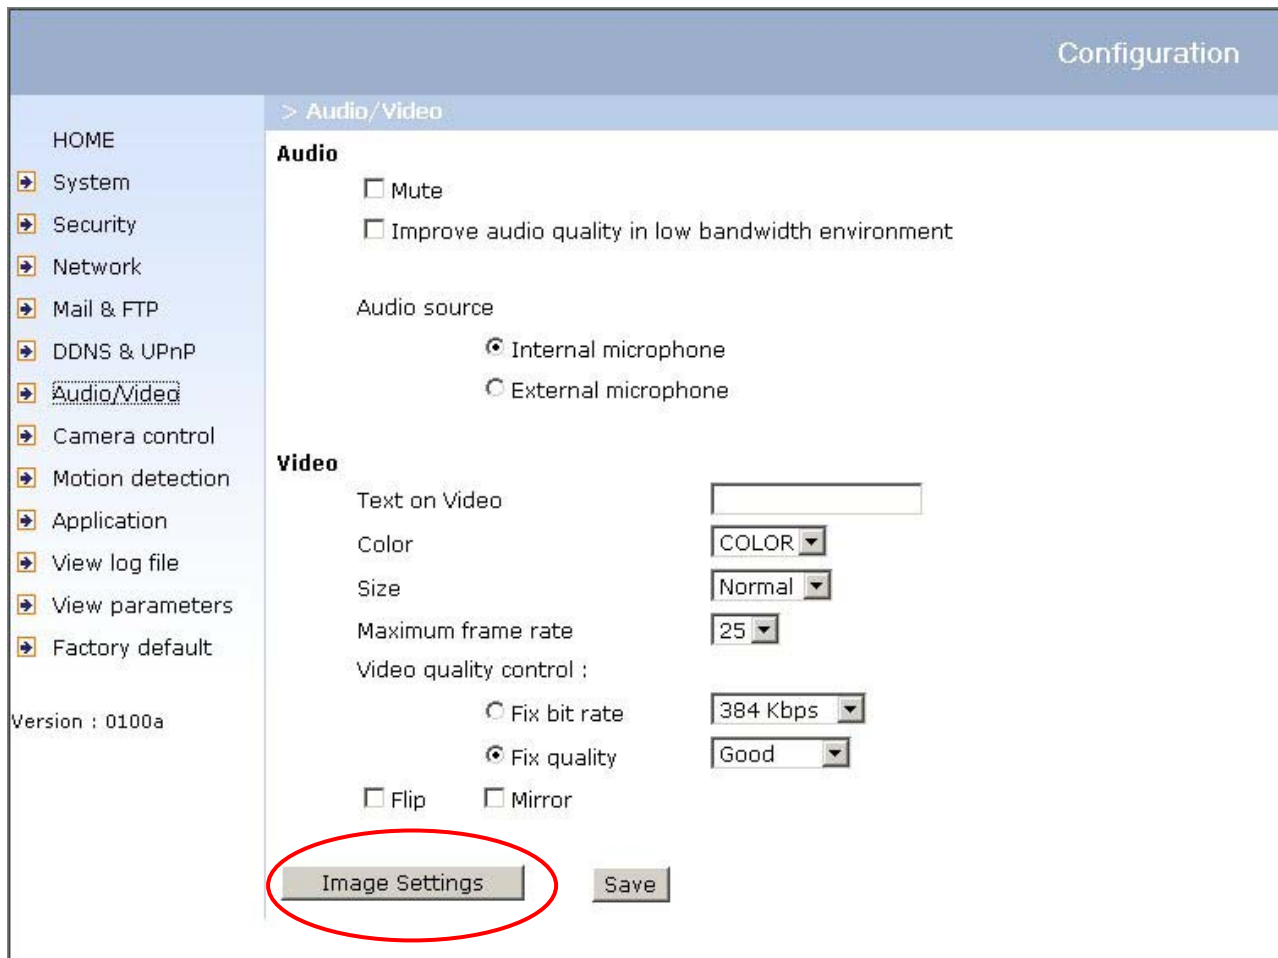 Configuration
> Audio/Video
HOME
System
Security
Network
Mail & FTP
DDNS & UPnP
Audio/Video
Camera control
Motion detection
Application
View log file
View parameters
Factory default
Version : 0100a
Audio
Mute
Improve audio quality in low bandwidth environment
Audio source
Internal microphone
External microphone
Video
Text on Video
Color COLOR
Size Normal
Maximum frame rate 25
Video quality control :
Fix bit rate 384 Kbps
Fix quality Good
Flip Mirror
Image Settings Save